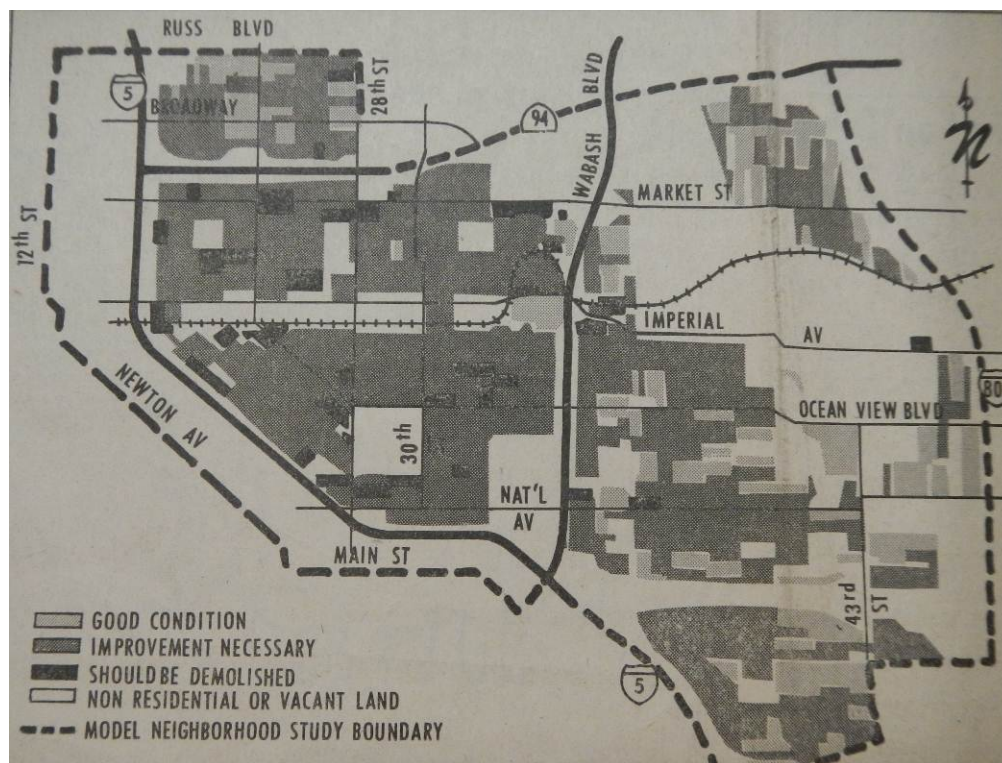 RUSS BLVD
5
BROADWAY
28th ST
94
WABASH BLVD
N
MARKET ST
12th ST
IMPERIAL
AV
NEWTON AV
80
OCEAN VIEW BLVD
30th
NAT'L
AV
MAIN ST
43rd
ST
5
GOOD CONDITION
IMPROVEMENT NECESSARY
SHOULD BE DEMOLISHED
NON RESIDENTIAL OR VACANT LAND
MODEL NEIGHBORHOOD STUDY BOUNDARY